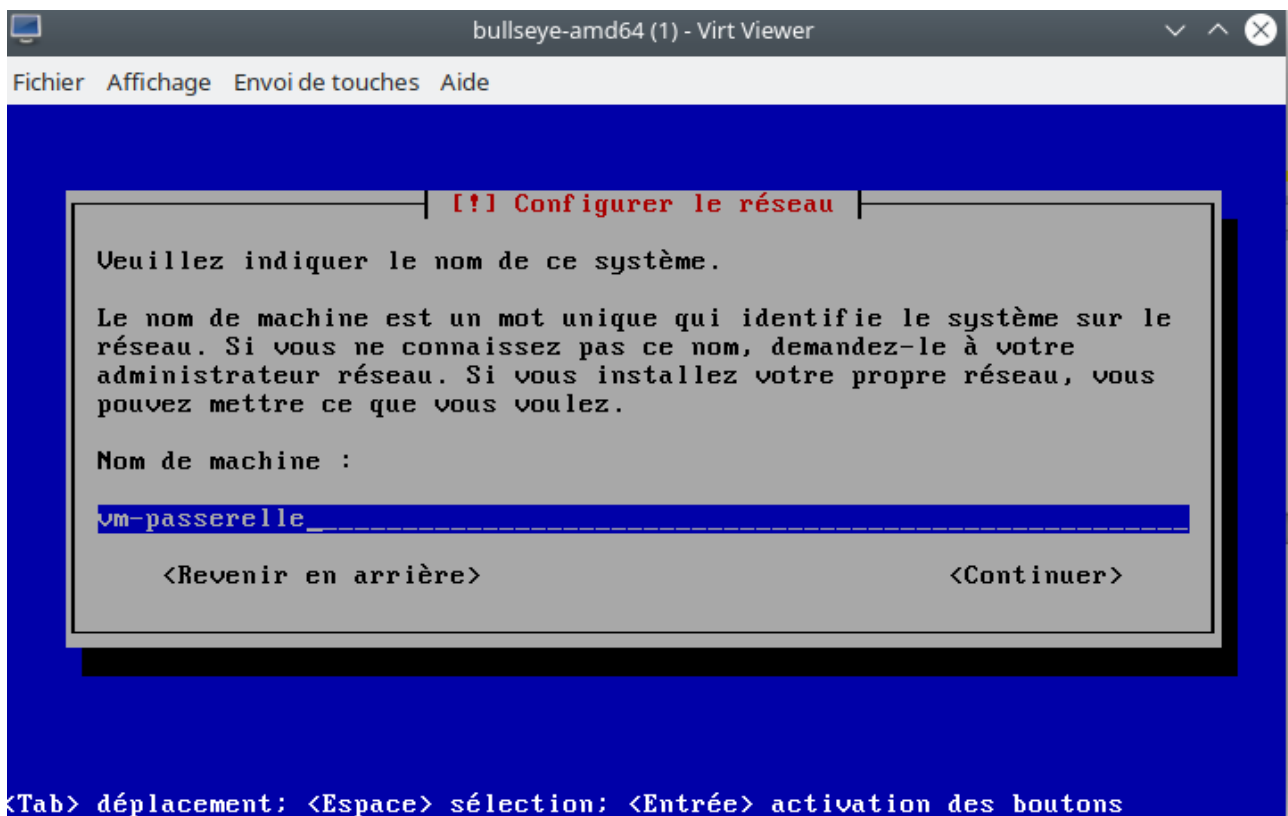 bullseye-amd64 (1) - Virt Viewer
Fichier Affichage Envoi de touches Aide
[!] Configurer le réseau
Veuillez indiquer le nom de ce système.
Le nom de machine est un mot unique qui identifie le système sur le
réseau. Si vous ne connaissez pas ce nom, demandez-le à votre
administrateur réseau. Si vous installez votre propre réseau, vous
pouvez mettre ce que vous voulez.
Nom de machine :
vm-passerelle
<Revenir en arrière> <Continuer>
<Tab> déplacement; <Espace> sélection; <Entrée> activation des boutons